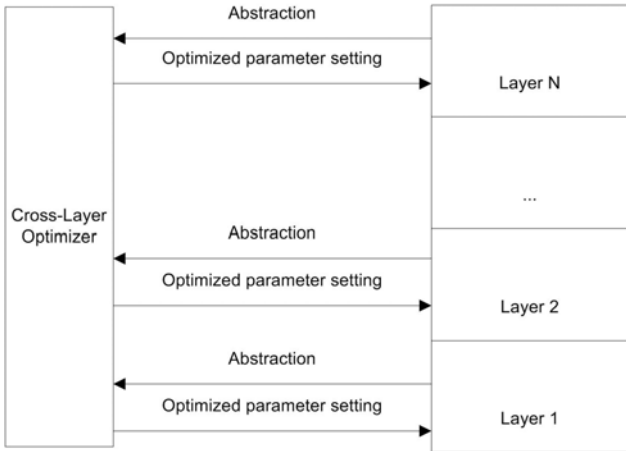 Abstraction
Optimized parameter setting
Layer N
...
Cross-Layer
Optimizer
Abstraction
Optimized parameter setting
Layer 2
Abstraction
Optimized parameter setting
Layer 1